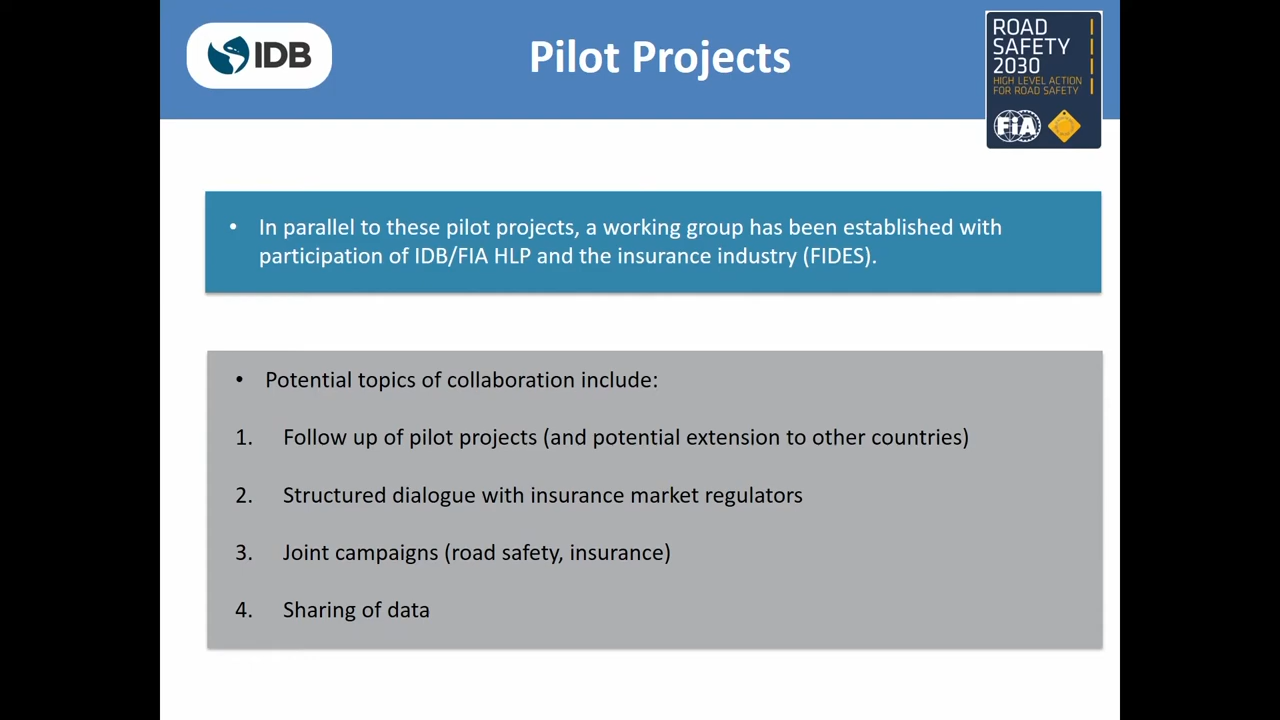 IDB
Pilot Projects
ROAD
SAFETY
2030
HIGH LEVEL ACTION
FOR ROAD SAFETY
FiA
• In parallel to these pilot projects, a working group has been established with
participation of IDB/FIA HLP and the insurance industry (FIDES).
• Potential topics of collaboration include:
1. Follow up of pilot projects (and potential extension to other countries)
2. Structured dialogue with insurance market regulators
3. Joint campaigns (road safety, insurance)
4. Sharing of data